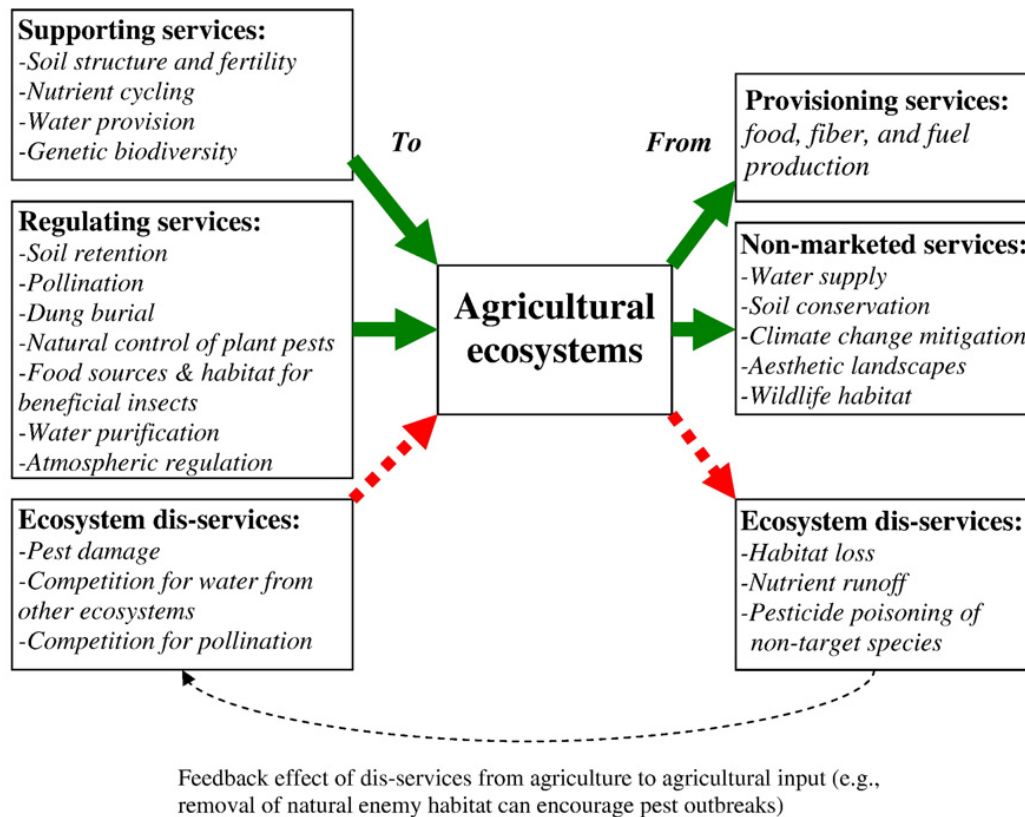 Supporting services:
-Soil structure and fertility
-Nutrient cycling
-Water provision
-Genetic biodiversity
To
From
Provisioning services:
food, fiber, and fuel
production
Regulating services:
-Soil retention
-Pollination
-Dung burial
-Natural control of plant pests
-Food sources & habitat for
beneficial insects
-Water purification
-Atmospheric regulation
Agricultural
ecosystems
Non-marketed services:
-Water supply
-Soil conservation
-Climate change mitigation
-Aesthetic landscapes
-Wildlife habitat
Ecosystem dis-services:
-Pest damage
-Competition for water from
other ecosystems
-Competition for pollination
Ecosystem dis-services:
-Habitat loss
-Nutrient runoff
-Pesticide poisoning of
non-target species
Feedback effect of dis-services from agriculture to agricultural input (e.g.,
removal of natural enemy habitat can encourage pest outbreaks)